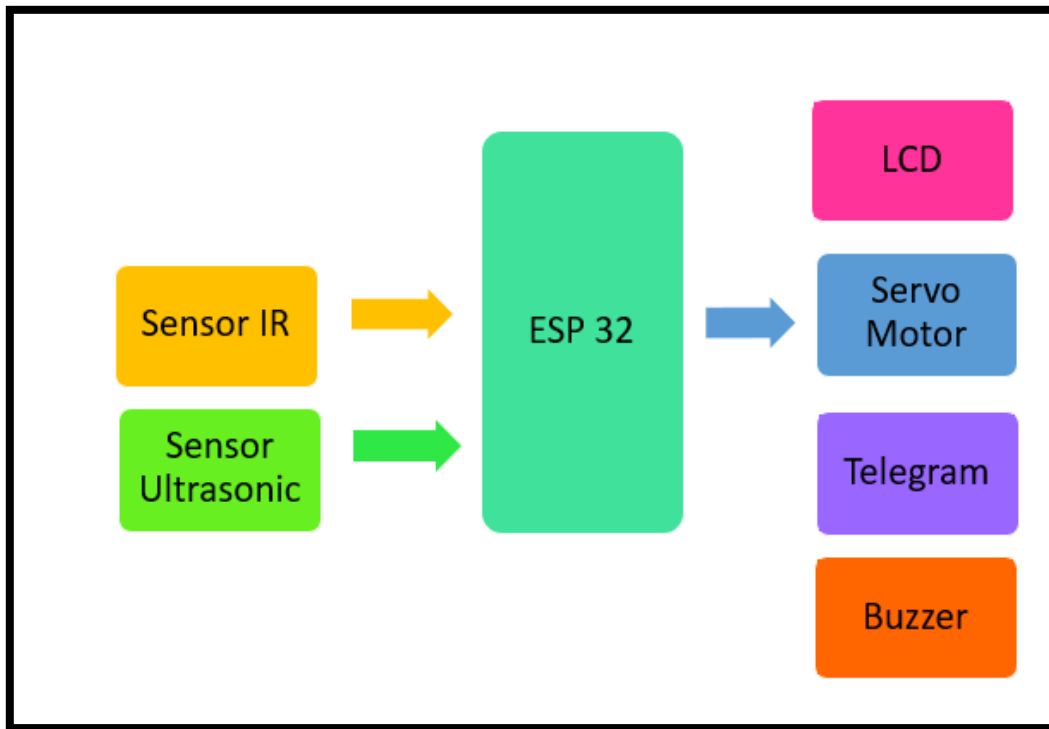 LCD
Sensor IR
ESP 32
Servo
Motor
Sensor
Ultrasonic
Telegram
Buzzer